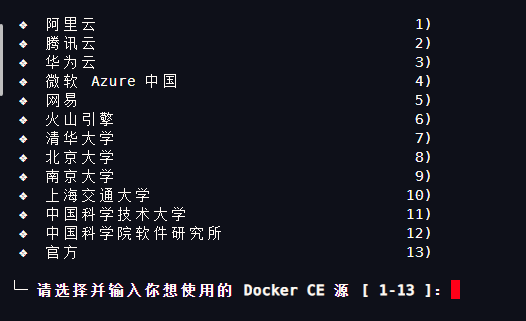 ❖ 阿里云 1)
❖ 腾讯云 2)
❖ 华为云 3)
❖ 微软 Azure 中国 4)
❖ 网易 5)
❖ 火山引擎 6)
❖ 清华大学 7)
❖ 北京大学 8)
❖ 南京大学 9)
❖ 上海交通大学 10)
❖ 中国科学技术大学 11)
❖ 中国科学院软件研究所 12)
❖ 官方 13)
└─ 请选择并输入你想使用的 Docker CE 源 [ 1-13 ]: